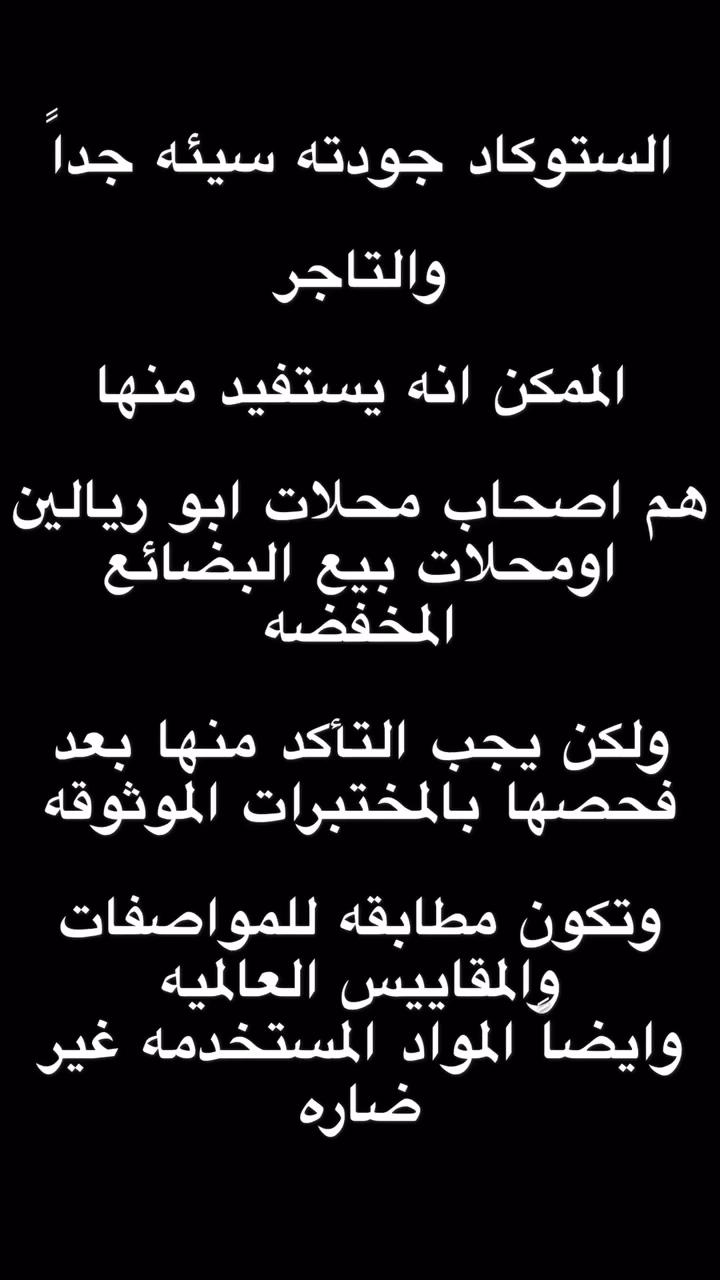 الستوكاد جودته سيئه جداً
والتاجر
الممكن انه يستفيد منها
هم اصحاب محلات ابو ريالين
اومحلات بيع البضائع
المخفضه
ولكن يجب التأكد منها بعد
فحصها بالمختبرات الموثوقه
وتكون مطابقه للمواصفات
والمقاييس العالميه
وايضاً المواد المستخدمه غير
ضاره